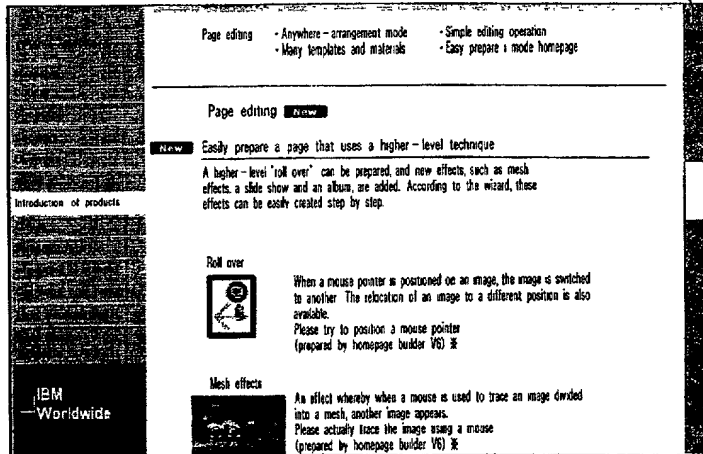 Page editing
・Anywhere－arrangement mode
・Simple editing operation
・Many templates and materials
・Easy prepare i mode homepage
Page editing New
New Easily prepare a page that uses a higher－level technique
A higher－level "roll over" can be prepared, and new effects, such as mesh
effects, a slide show and an album, are added. According to the wizard, these
effects can be easily created step by step.
Introduction of products
Roll over
When a mouse pointer is positioned on an image, the image is switched
to another. The relocation of an image to a different position is also
available.
Please try to position a mouse pointer
(prepared by homepage builder V6) ※
Mesh effects
An effect whereby when a mouse is used to trace an image divided
into a mesh, another image appears.
Please actually trace the image using a mouse
(prepared by homepage builder V6) ※
IBM
Worldwide